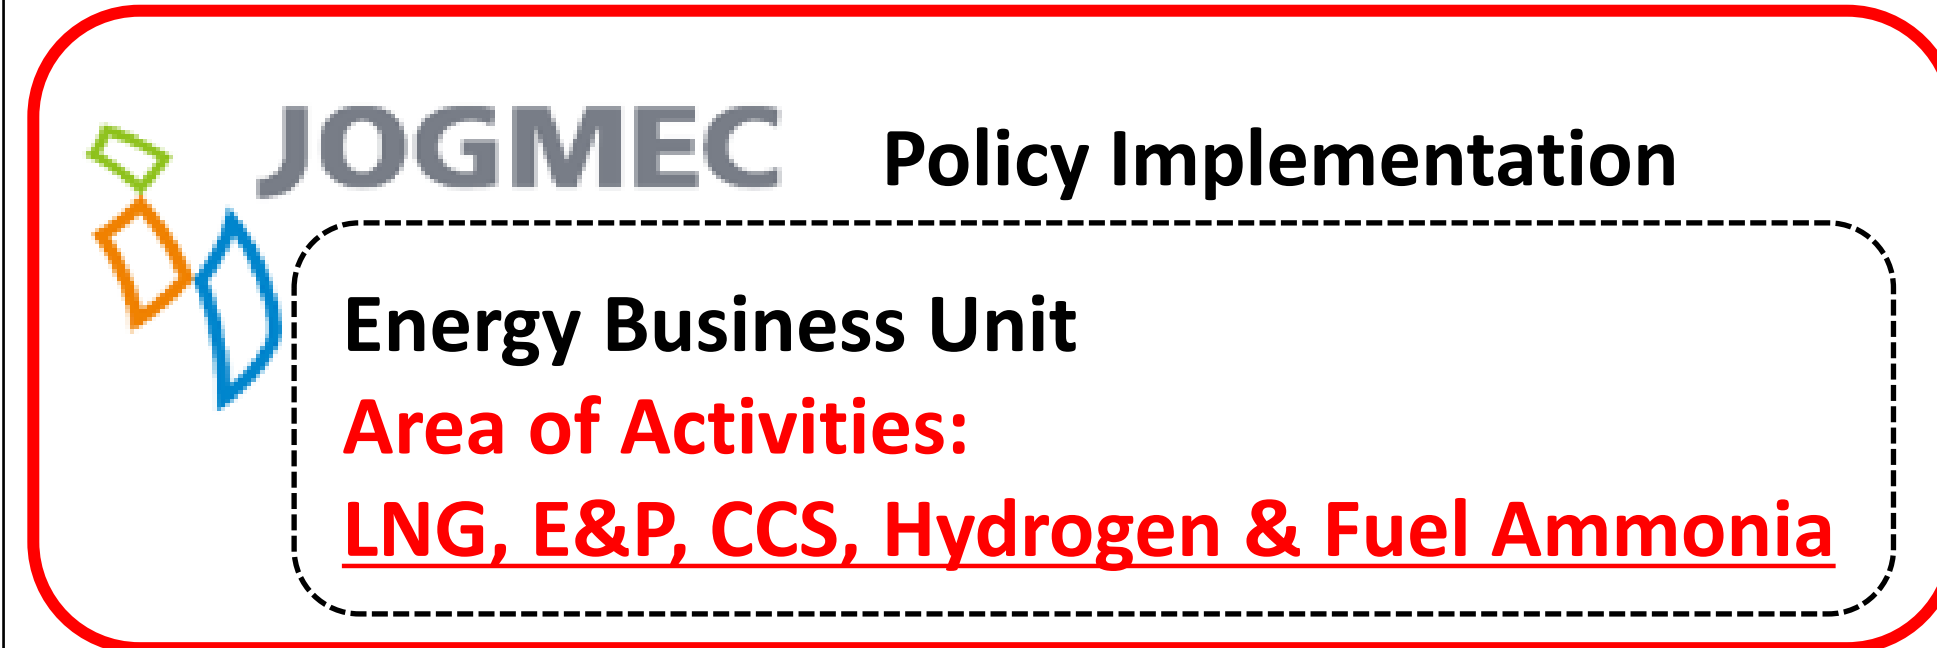 JOGMEC Policy Implementation
Energy Business Unit
Area of Activities:
LNG, E&P, CCS, Hydrogen & Fuel Ammonia